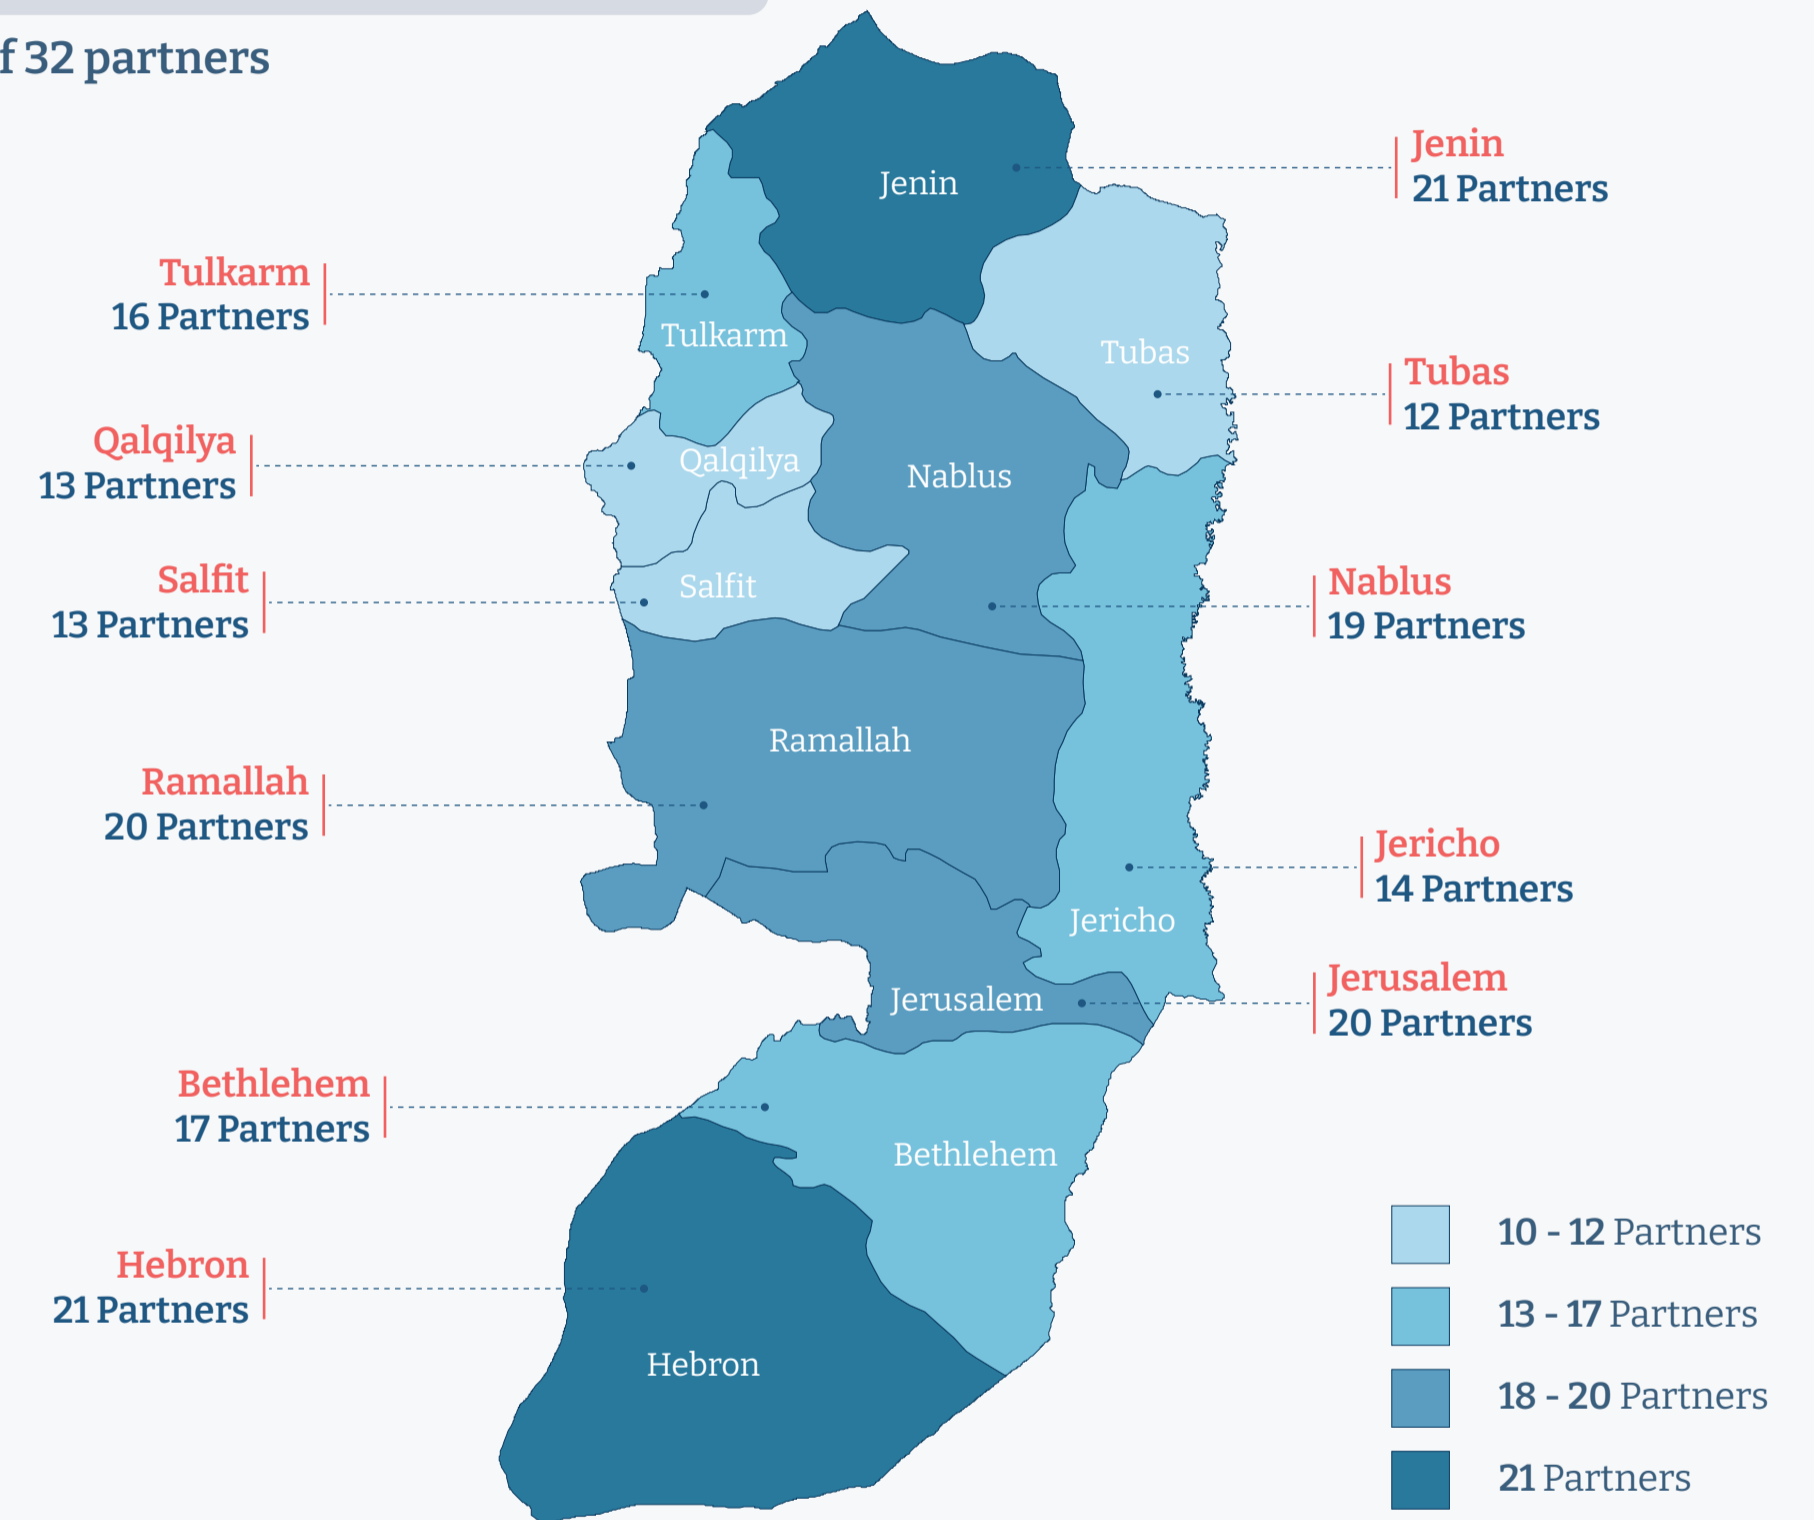 f 32 partners
Jenin
21 Partners
Jenin
Tulkarm
16 Partners
Tulkarm
Tubas
Tubas
12 Partners
Qalqilya
13 Partners
Qalqilya
Nablus
Salfit
13 Partners
Salfit
Nablus
19 Partners
Ramallah
Ramallah
20 Partners
Jericho
14 Partners
Jericho
Jerusalem
20 Partners
Jerusalem
Bethlehem
17 Partners
Bethlehem
10 - 12 Partners
Hebron
21 Partners
13 - 17 Partners
Hebron
18 - 20 Partners
21 Partners